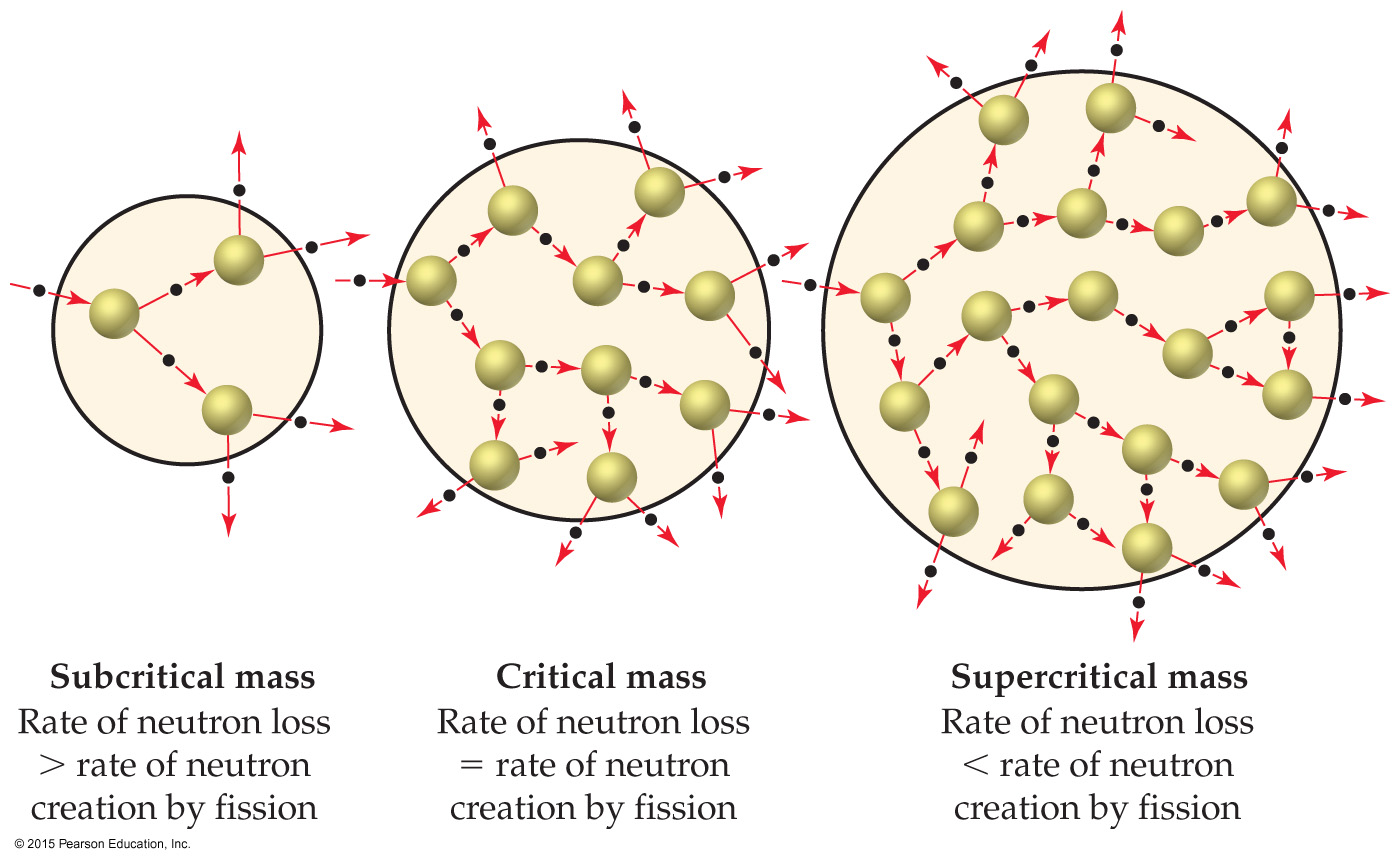 Subcritical mass
Rate of neutron loss
> rate of neutron
creation by fission
Critical mass
Rate of neutron loss
= rate of neutron
creation by fission
Supercritical mass
Rate of neutron loss
< rate of neutron
creation by fission
© 2015 Pearson Education, Inc.